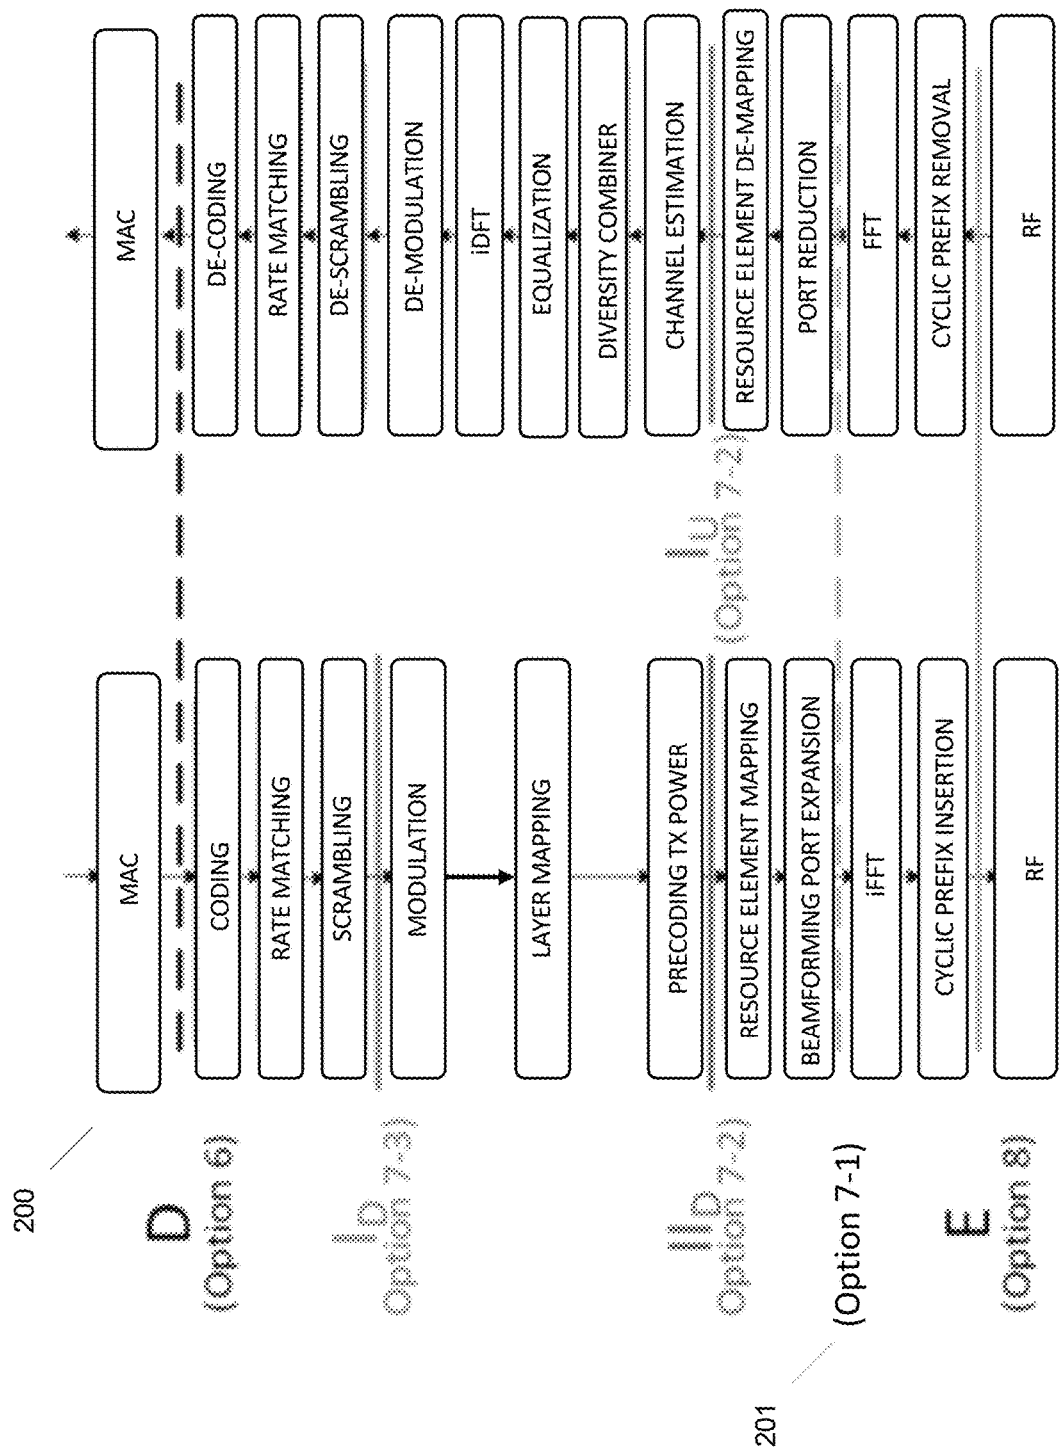 200
D
(Option 6)
I_D
Option 7-3)
II_D
Option 7-2)
(Option 7-1)
201
E
(Option 8)
MAC
CODING
RATE MATCHING
SCRAMBLING
MODULATION
LAYER MAPPING
PRECODING TX POWER
RESOURCE ELEMENT MAPPING
BEAMFORMING PORT EXPANSION
iFFT
CYCLIC PREFIX INSERTION
RF
I_U
(Option 7-2)
MAC
DE-CODING
RATE MATCHING
DE-SCRAMBLING
DE-MODULATION
iDFT
EQUALIZATION
DIVERSITY COMBINER
CHANNEL ESTIMATION
RESOURCE ELEMENT DE-MAPPING
PORT REDUCTION
FFT
CYCLIC PREFIX REMOVAL
RF